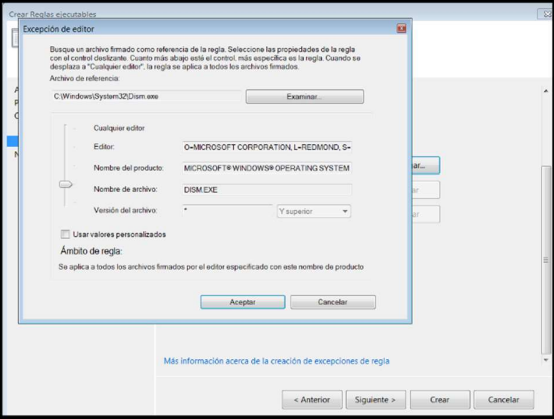 Crear Reglas ejecutables
Excepción de editor
Busque un archivo firmado como referencia de la regla. Seleccione las propiedades de la regla
con el control deslizante. Cuanto más abajo esté el control, más específica es la regla. Cuando se
desplaza a "Cualquier editor", la regla se aplica a todos los archivos firmados.
Archivo de referencia:
C:\Windows\System32\Dism.exe
Examinar...
Cualquier editor
Editor:
O=MICROSOFT CORPORATION, L=REDMOND, S=
Nombre del producto:
MICROSOFT® WINDOWS® OPERATING SYSTEM
Nombre de archivo:
DISM.EXE
Versión del archivo:
*
Y superior
Usar valores personalizados
Ámbito de regla:
Se aplica a todos los archivos firmados por el editor especificado con este nombre de producto
Aceptar
Cancelar
ar...
ar
ar
Más información acerca de la creación de excepciones de regla
< Anterior
Siguiente >
Crear
Cancelar